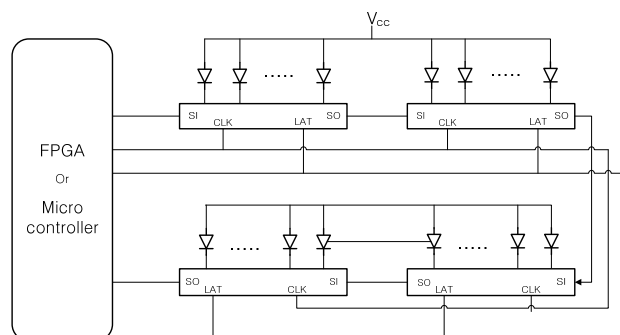 Vcc
SI
CLK
LAT
SO
SI
CLK
LAT
SO
FPGA
Or
Micro
controller
SO
LAT
CLK
SI
SO
LAT
CLK
SI